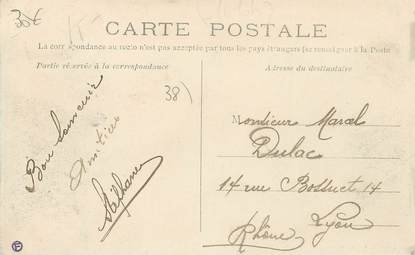 35€
CARTE POSTALE
La correspondance au recto n'est pas acceptée par tous les pays étrangers (se renseigner à la Poste
Partie réservée à la correspondance
Adresse du destinataire
38)
Bon Souvenir
Amitiés
Stéphane
Monsieur Marcel
Dulac
14 rue Bossuet 14
Lyon
Rhône